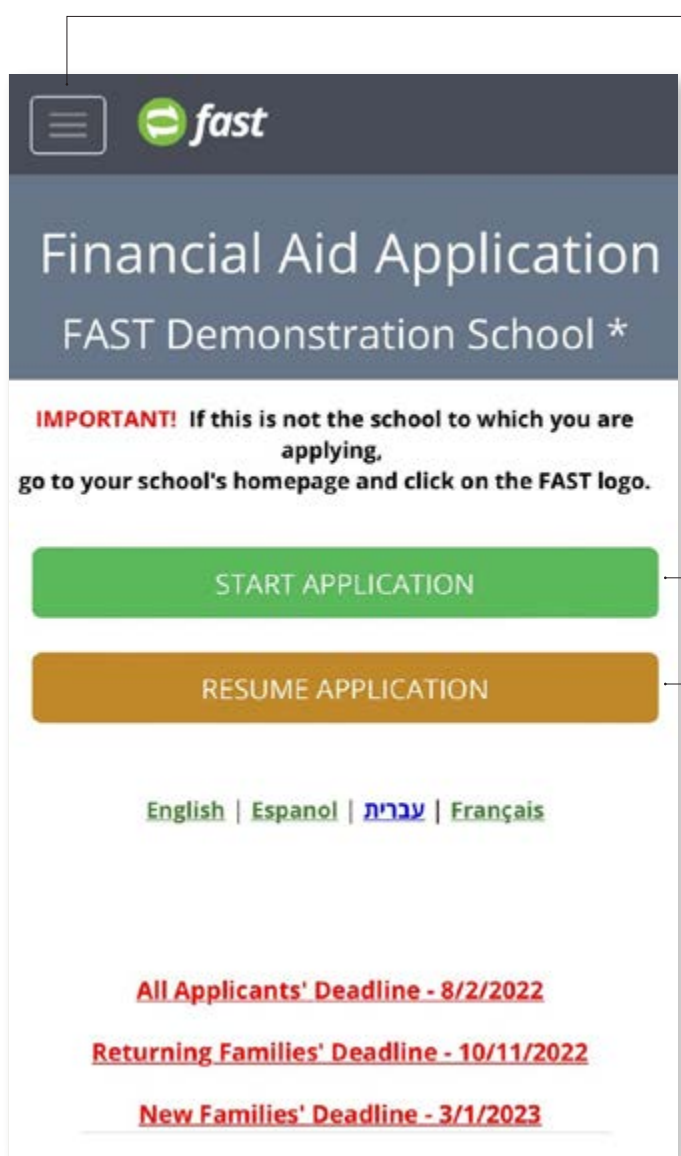 fast
Financial Aid Application
FAST Demonstration School *
IMPORTANT! If this is not the school to which you are
applying,
go to your school's homepage and click on the FAST logo.
START APPLICATION
RESUME APPLICATION
English | Espanol | עברית | Français
All Applicants' Deadline - 8/2/2022
Returning Families' Deadline - 10/11/2022
New Families' Deadline - 3/1/2023